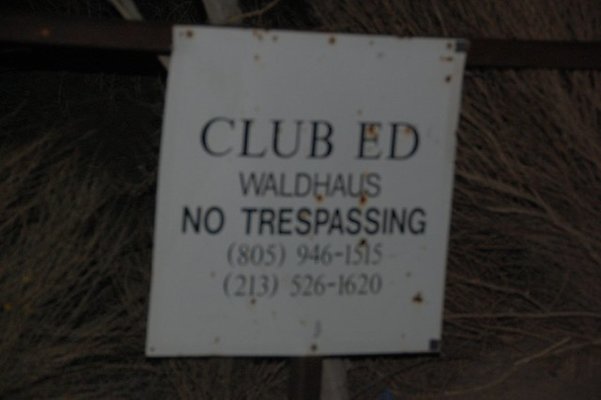 CLUB ED
WALDHAUS
NO TRESPASSING
(805) 946-1515
(213) 526-1620